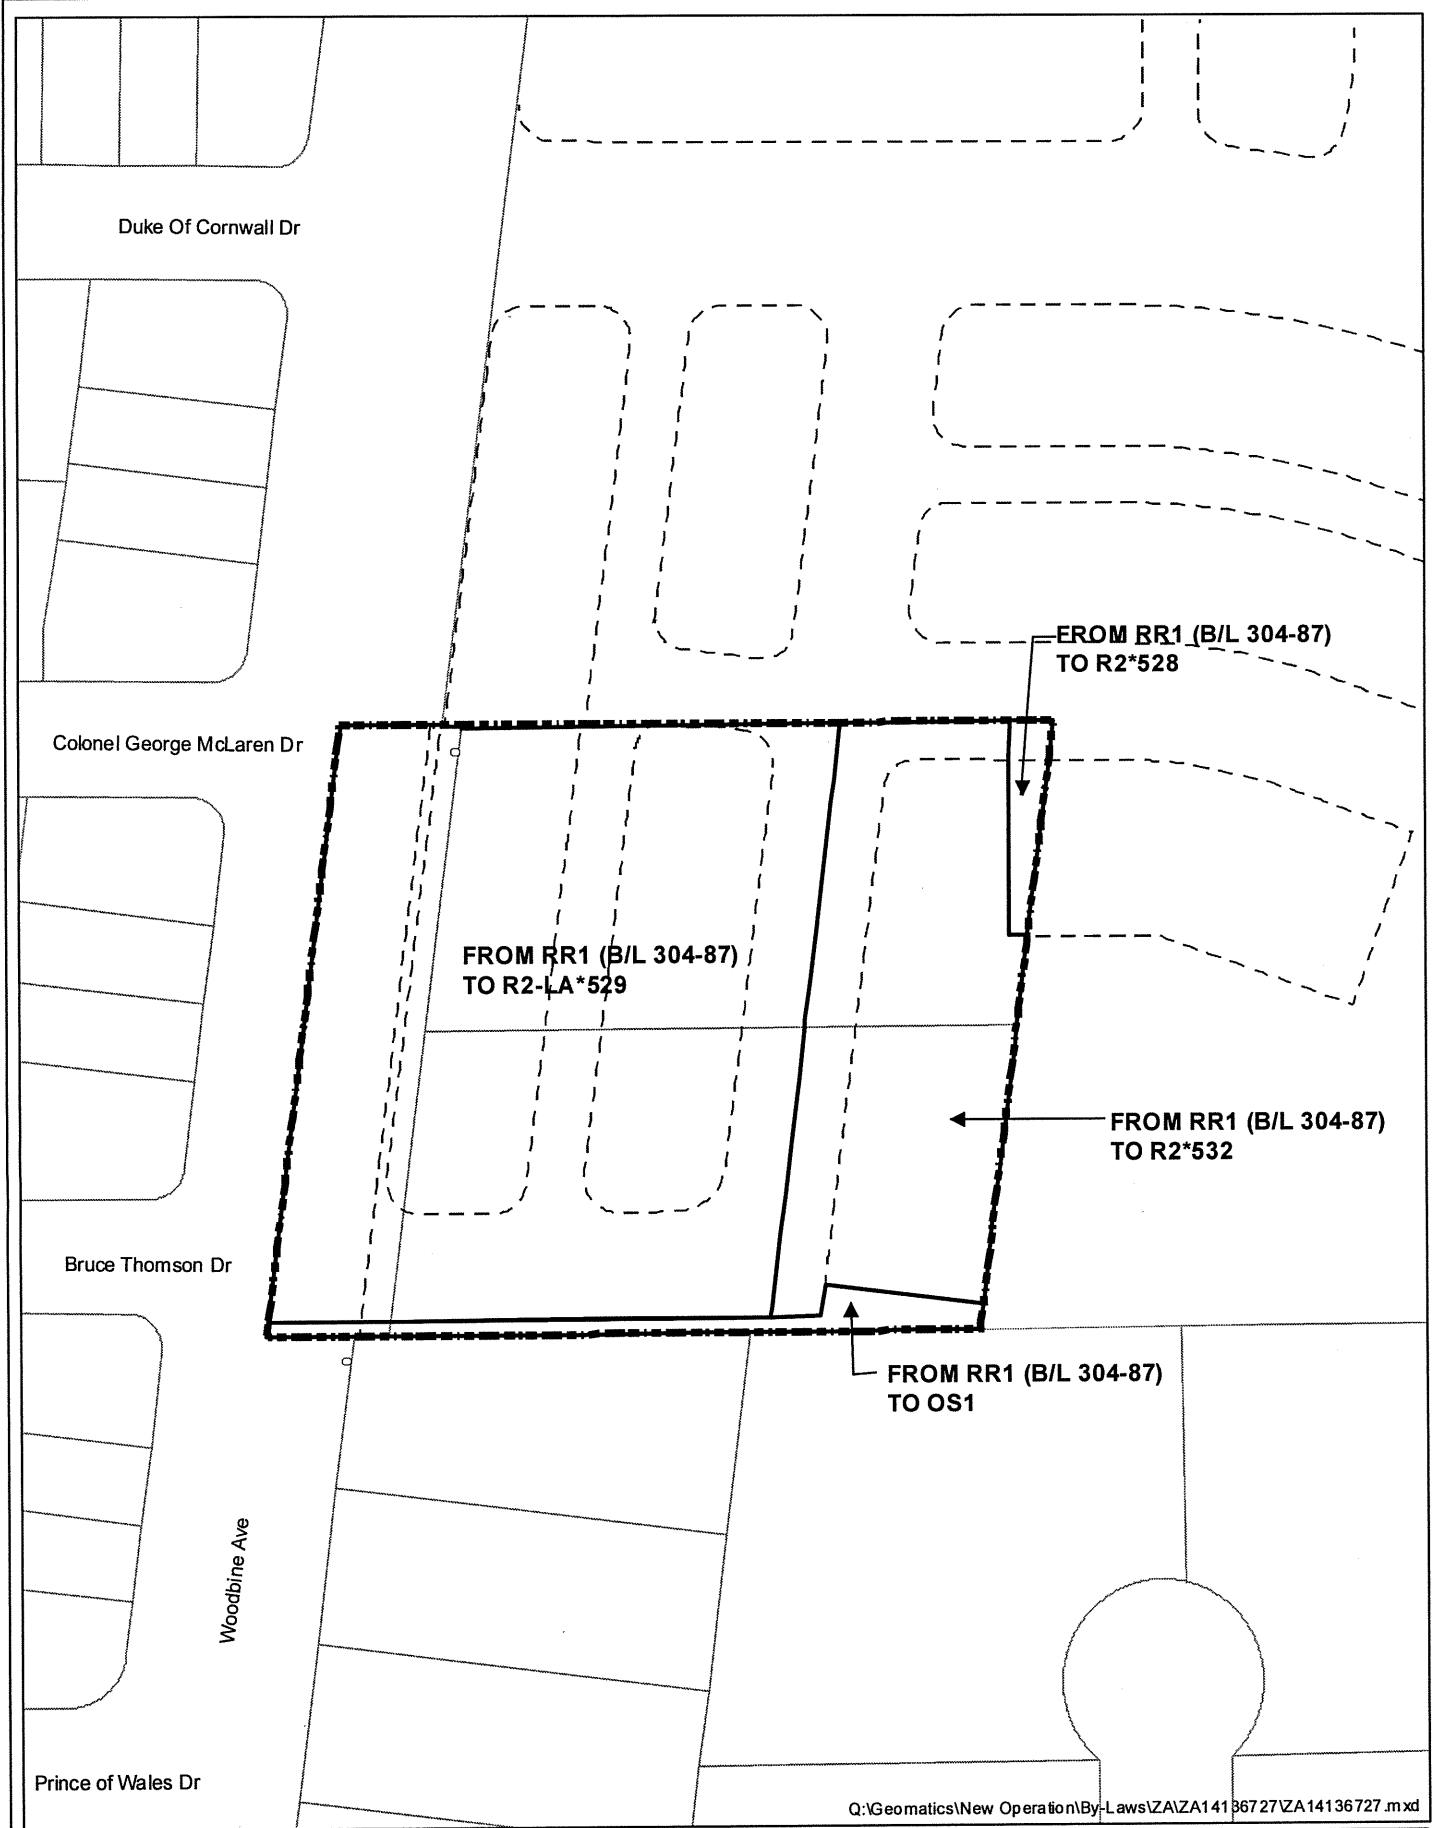 Duke Of Cornwall Dr
FROM RR1 (B/L 304-87)
TO R2*528
Colonel George McLaren Dr
FROM RR1 (B/L 304-87)
TO R2-LA*529
FROM RR1 (B/L 304-87)
TO R2*532
Bruce Thomson Dr
FROM RR1 (B/L 304-87)
TO OS1
Woodbine Ave
Prince of Wales Dr
Q:\Geomatics\New Operation\By-Laws\ZA\ZA14136727\ZA14136727.mxd